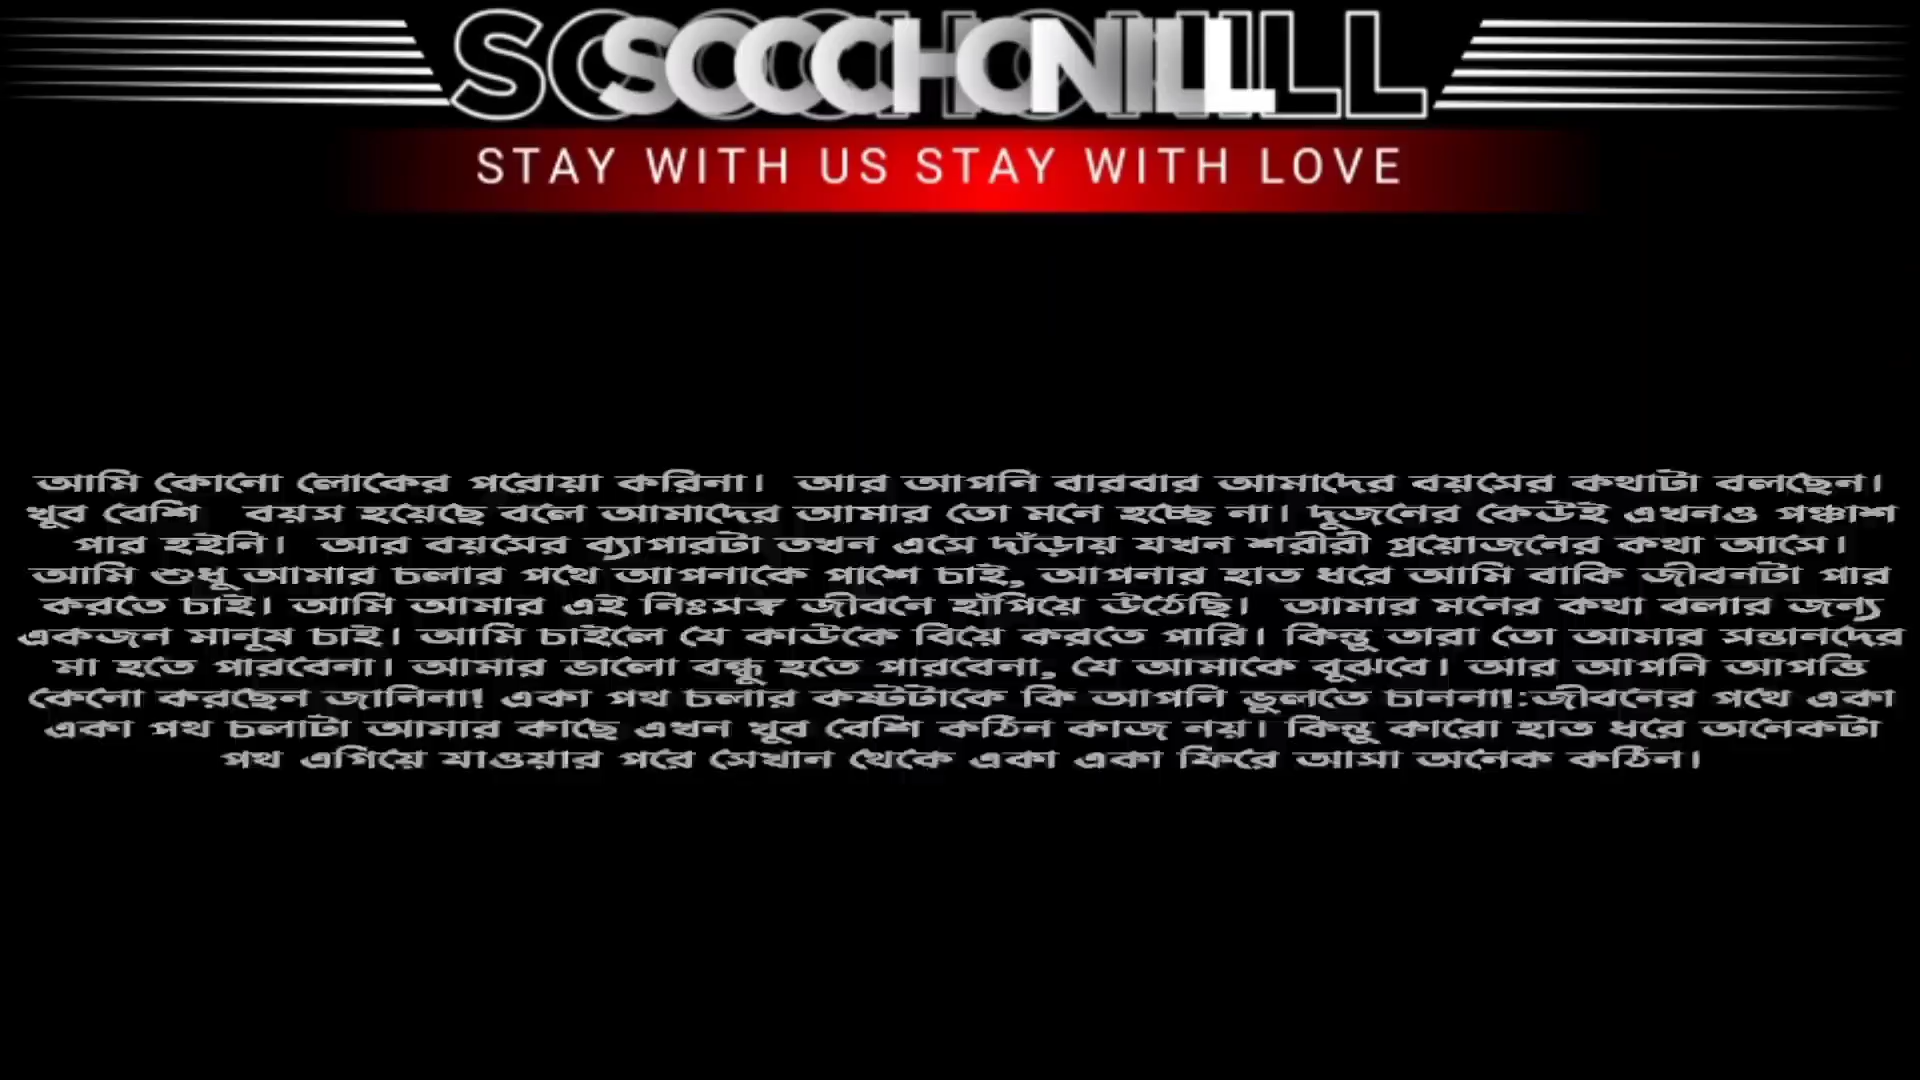 STAY WITH US STAY WITH LOVE
আমি কোনো লোকের পরোয়া করিনা। আর আপনি বারবার আমাদের বয়সের কথাটা বলছেন।
খুব বেশি বয়স হয়েছে বলে আমাদের আমার তো মনে হচ্ছে না। দুজনের কেউই এখনও পঞ্চাশ
পার হইনি। আর বয়সের ব্যাপারটা তখন এসে দাঁড়ায় যখন শরীরী প্রয়োজনের কথা আসে।
আমি শুধু আমার চলার পথে আপনাকে পাশে চাই, আপনার হাত ধরে আমি বাকি জীবনটা পার
করতে চাই। আমি আমার এই নিঃসঙ্গ জীবনে হাঁপিয়ে উঠেছি। আমার মনের কথা বলার জন্য
একজন মানুষ চাই। আমি চাইলে যে কাউকে বিয়ে করতে পারি। কিন্তু তারা তো আমার সন্তানদের
মা হতে পারবেনা। আমার ভালো বন্ধু হতে পারবেনা, যে আমাকে বুঝবে। আর আপনি আপত্তি
কেনো করছেন জানিনা! একা পথ চলার কষ্টটাকে কি আপনি ভুলতে চাননা!:জীবনের পথে একা
একা পথ চলাটা আমার কাছে এখন খুব বেশি কঠিন কাজ নয়। কিন্তু কারো হাত ধরে অনেকটা
পথ এগিয়ে যাওয়ার পরে সেখান থেকে একা একা ফিরে আসা অনেক কঠিন।